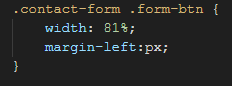 .contact-form .form-btn {
    width: 81%;
    margin-left:px;
}